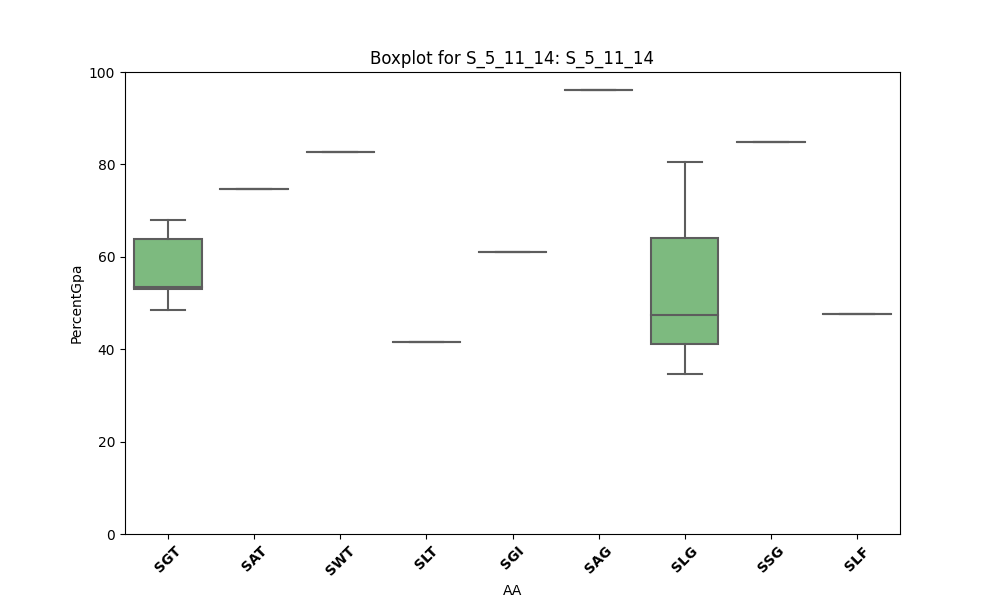 Boxplot for S_5_11_14: S_5_11_14
100
80
60
40
20
0
PercentGpa
SGT SAT SWT SLT SGI SAG SLG SSG SLF
AA